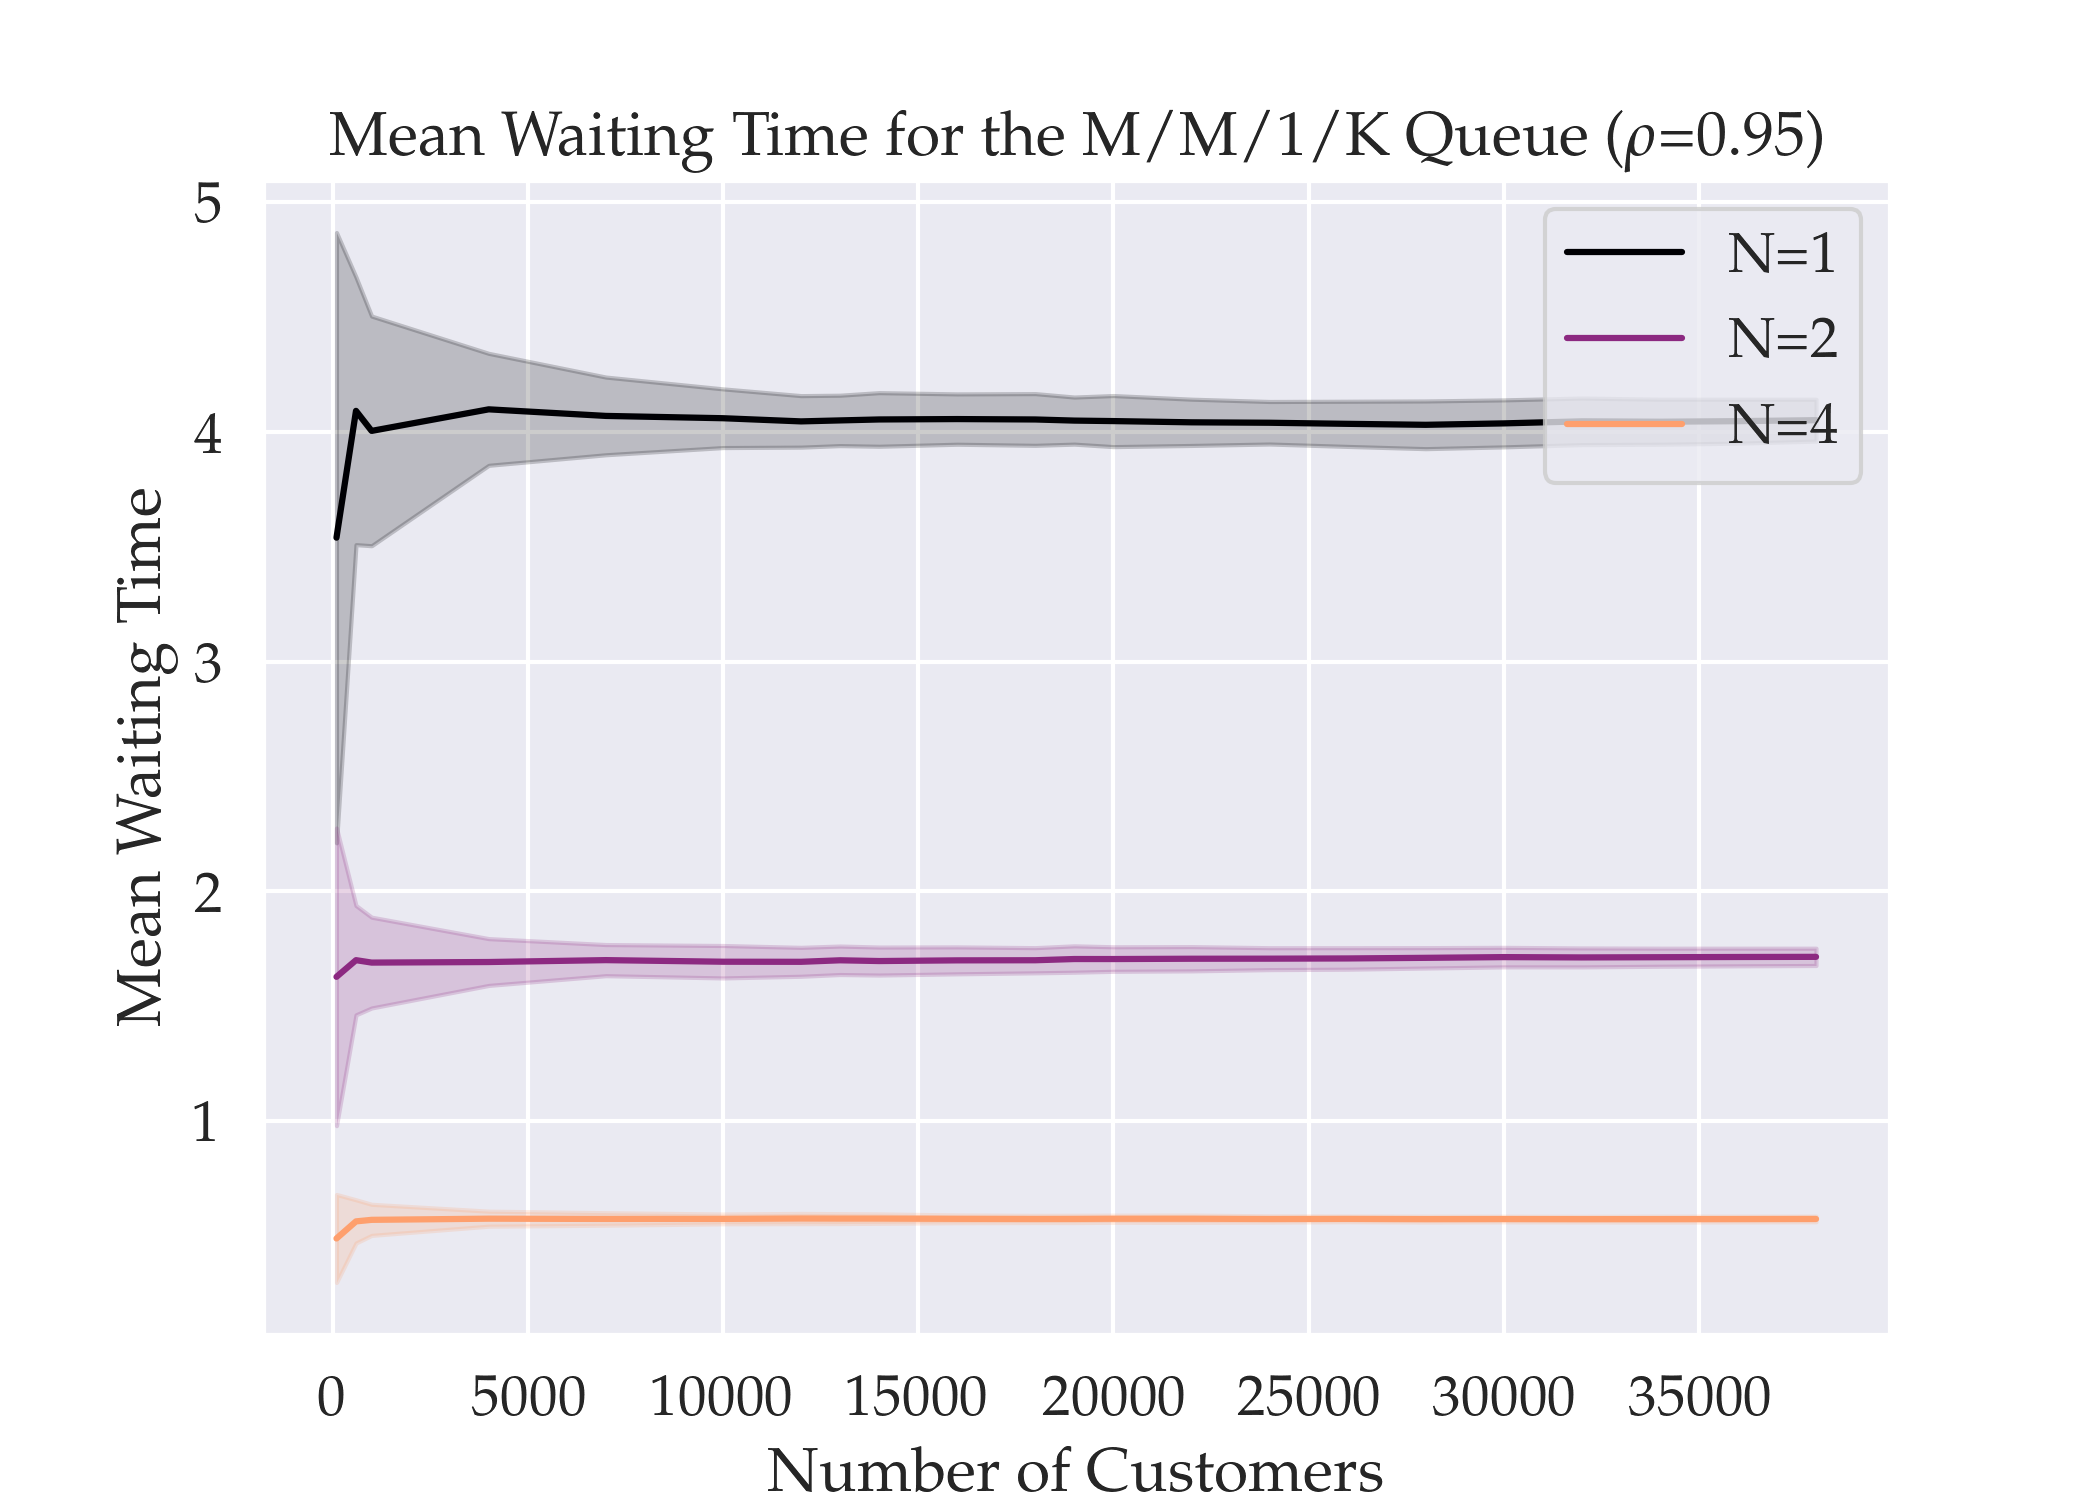 Mean Waiting Time for the M/M/1/K Queue (ρ=0.95)
5
4
3
2
1
Mean Waiting Time
N=1
N=2
N=4
0 5000 10000 15000 20000 25000 30000 35000
Number of Customers